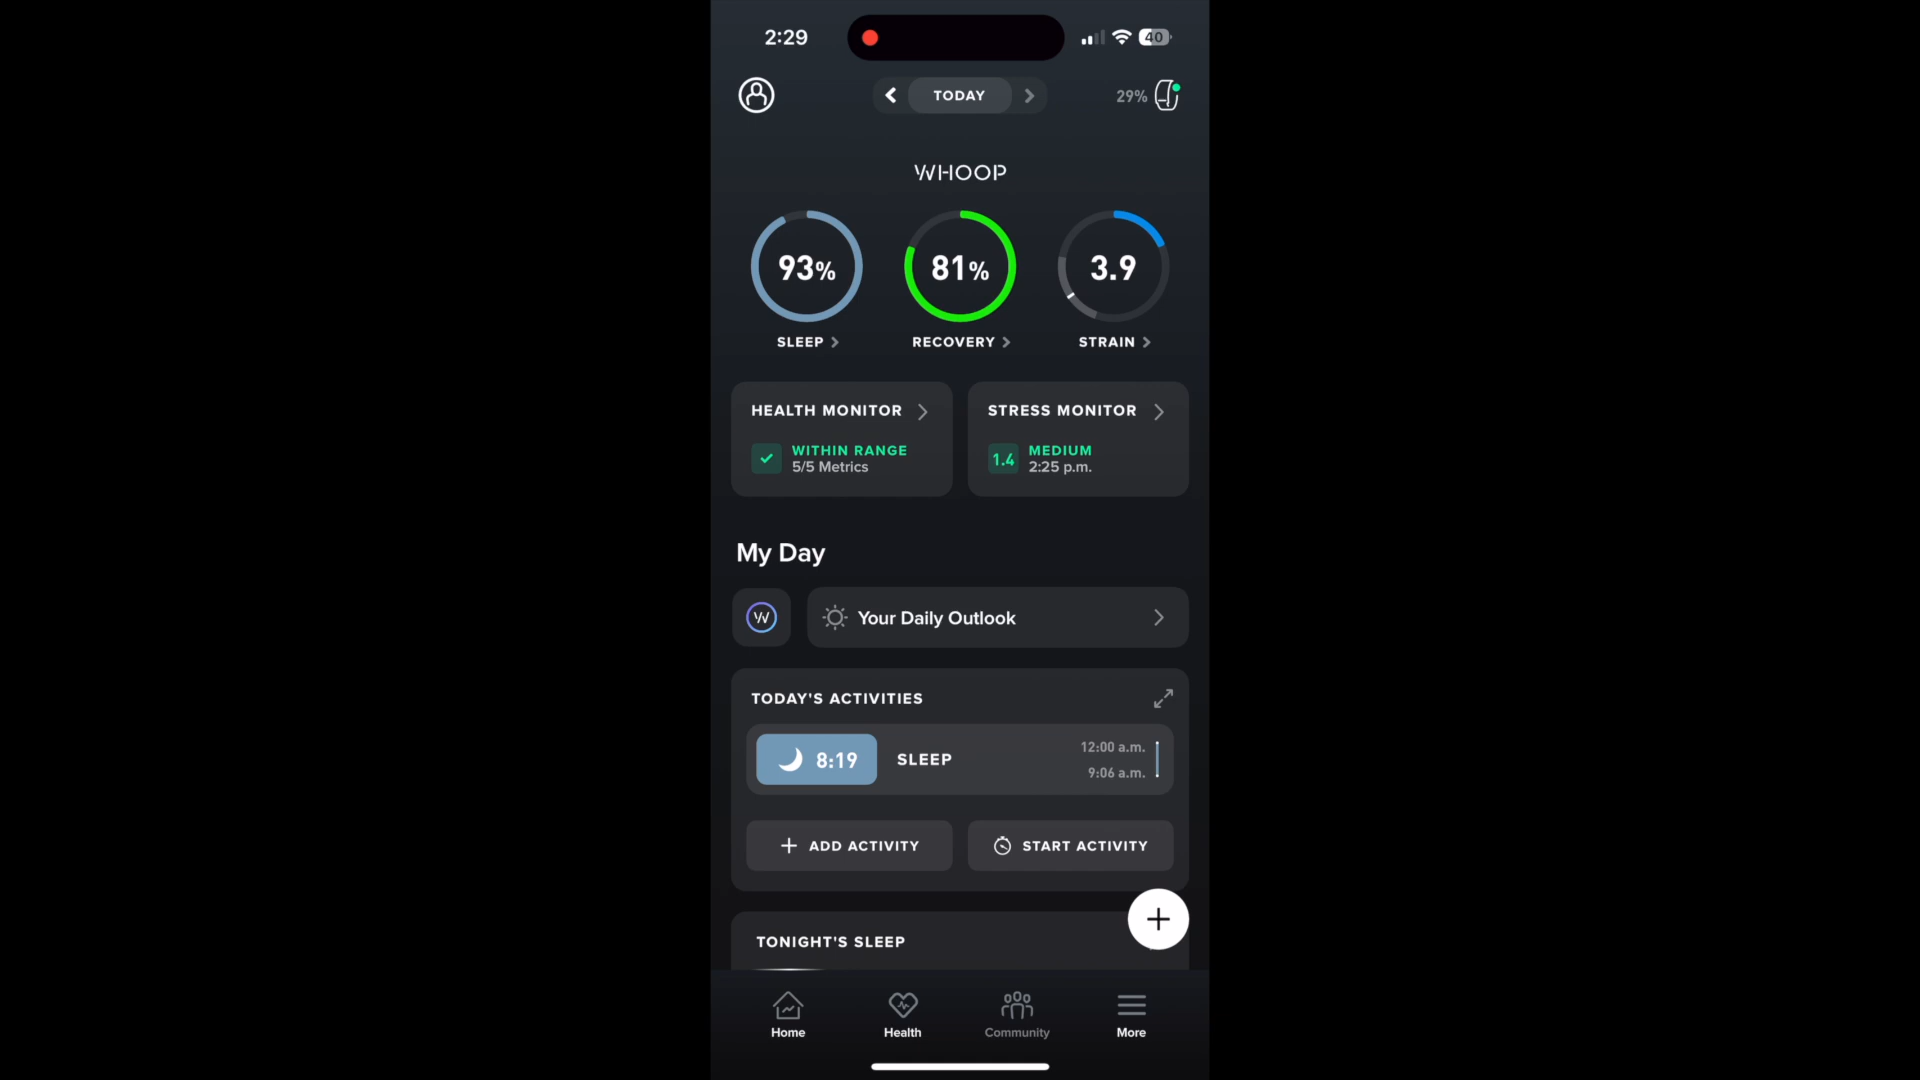 2:29
40
TODAY
29%
WHOOP
93%
81%
3.9
SLEEP
RECOVERY
STRAIN
HEALTH MONITOR
WITHIN RANGE
5/5 Metrics
STRESS MONITOR
1.4
MEDIUM
2:25 p.m.
My Day
W
Your Daily Outlook
TODAY'S ACTIVITIES
8:19
SLEEP
12:00 a.m.
9:06 a.m.
ADD ACTIVITY
START ACTIVITY
TONIGHT'S SLEEP
Home
Health
Community
More